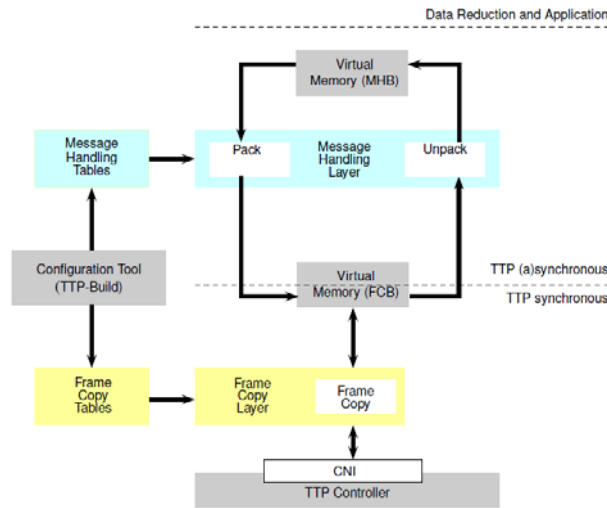 Data Reduction and Application
Virtual
Memory (MHB)
Message
Handling
Tables
Pack
Message
Handling
Layer
Unpack
Configuration Tool
(TTP-Build)
Virtual
Memory (FCB)
TTP (a)synchronous
TTP synchronous
Frame
Copy
Tables
Frame
Copy
Layer
Frame
Copy
CNI
TTP Controller